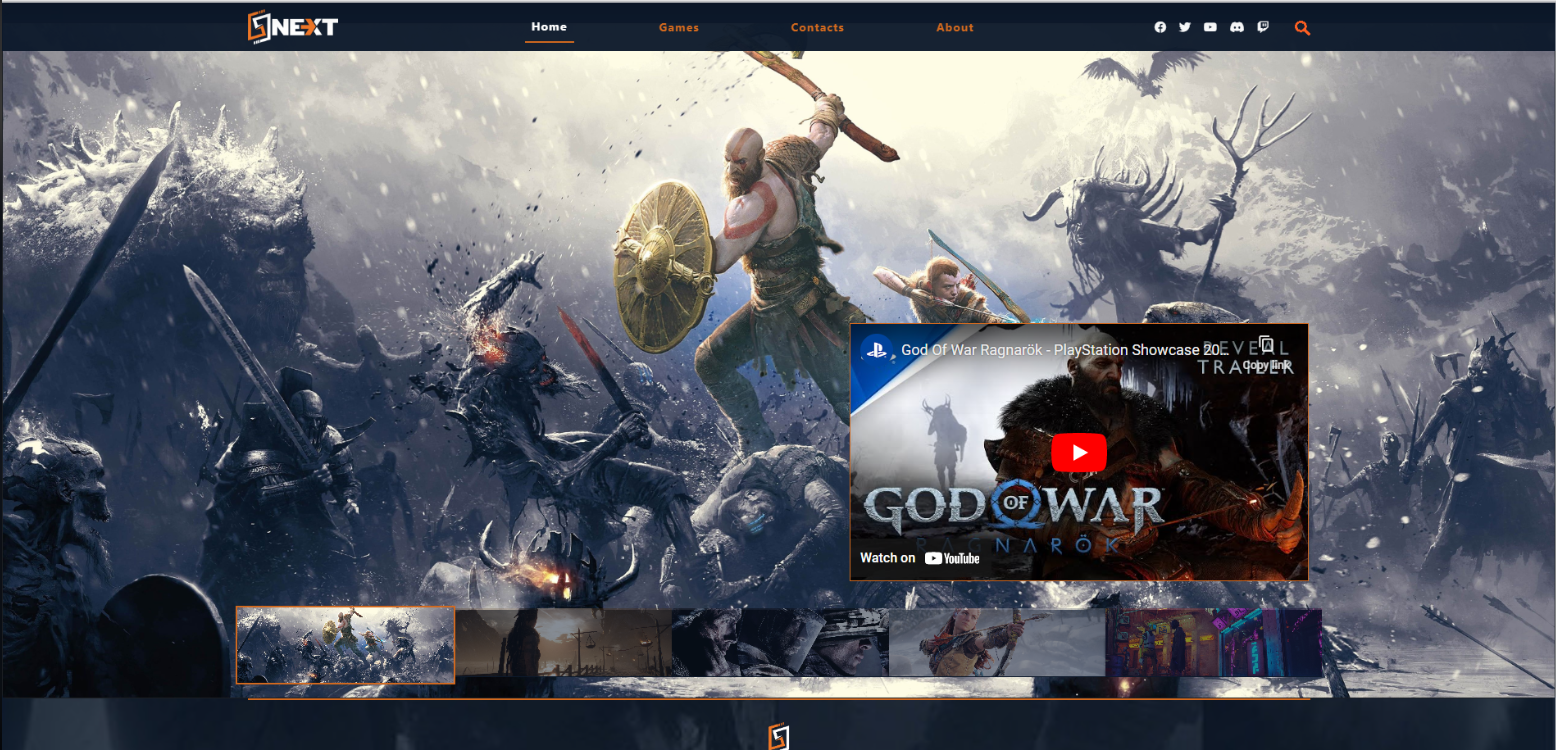 NEXT
Home
Games
Contacts
About
God Of War Ragnarök - PlayStation Showcase 20...
REVEAL
TRAILER
Copy link
GOD OF WAR
RAGNARÖK
Watch on YouTube